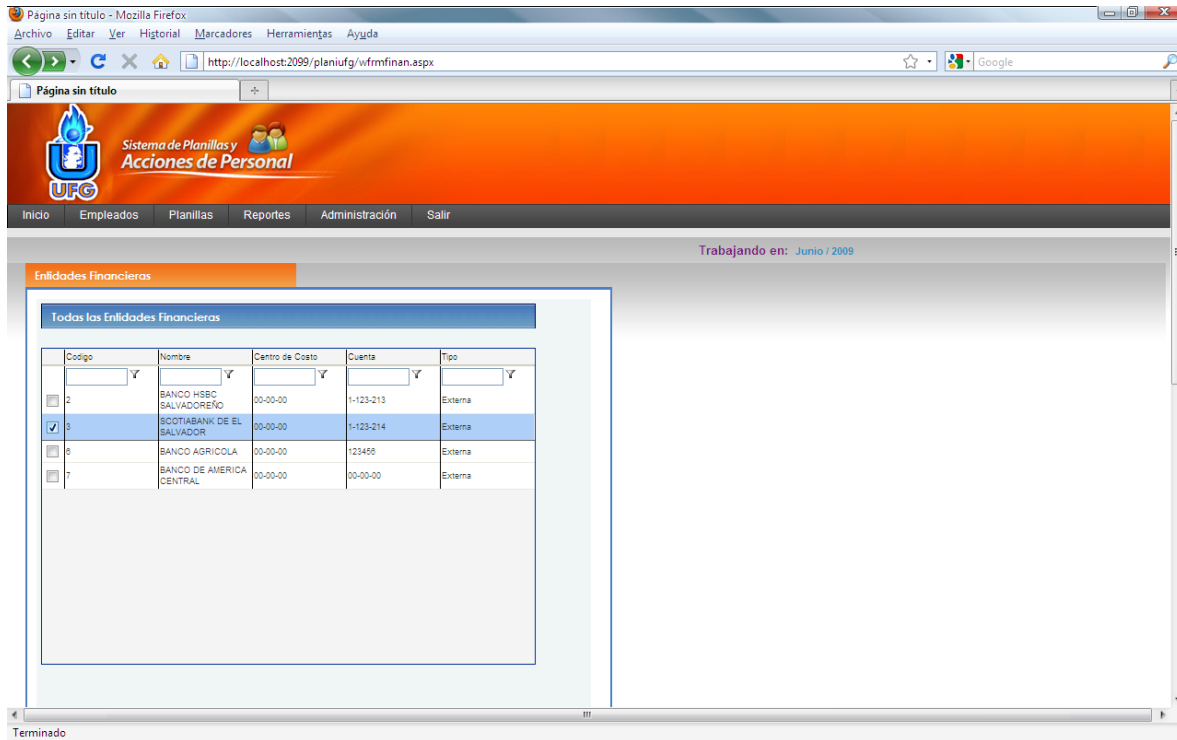 Página sin título - Mozilla Firefox
Archivo Editar Ver Historial Marcadores Herramientas Ayuda
http://localhost:2099/planiufg/wfrmfinan.aspx
Google
Página sin título
Sistema de Planillas y
Acciones de Personal
UFG
Inicio Empleados Planillas Reportes Administración Salir
Trabajando en: Junio / 2009
Entidades Financieras
Todas las Entidades Financieras
Codigo Nombre Centro de Costo Cuenta Tipo
2 BANCO HSBC SALVADOREÑO 00-00-00 1-123-213 Externa
3 SCOTIABANK DE EL SALVADOR 00-00-00 1-123-214 Externa
6 BANCO AGRICOLA 00-00-00 123456 Externa
7 BANCO DE AMERICA CENTRAL 00-00-00 00-00-00 Externa
Terminado